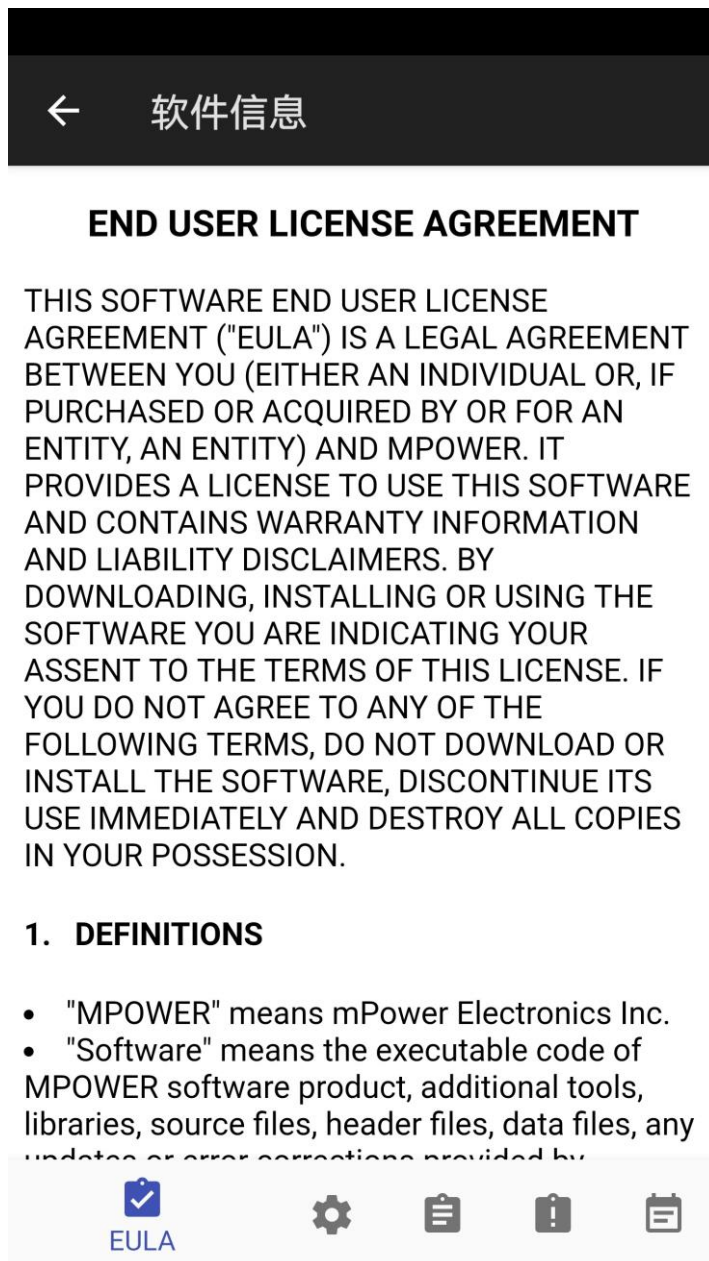 软件信息
END USER LICENSE AGREEMENT
THIS SOFTWARE END USER LICENSE
AGREEMENT ("EULA") IS A LEGAL AGREEMENT
BETWEEN YOU (EITHER AN INDIVIDUAL OR, IF
PURCHASED OR ACQUIRED BY OR FOR AN
ENTITY, AN ENTITY) AND MPOWER. IT
PROVIDES A LICENSE TO USE THIS SOFTWARE
AND CONTAINS WARRANTY INFORMATION
AND LIABILITY DISCLAIMERS. BY
DOWNLOADING, INSTALLING OR USING THE
SOFTWARE YOU ARE INDICATING YOUR
ASSENT TO THE TERMS OF THIS LICENSE. IF
YOU DO NOT AGREE TO ANY OF THE
FOLLOWING TERMS, DO NOT DOWNLOAD OR
INSTALL THE SOFTWARE, DISCONTINUE ITS
USE IMMEDIATELY AND DESTROY ALL COPIES
IN YOUR POSSESSION.
1. DEFINITIONS
• "MPOWER" means mPower Electronics Inc.
• "Software" means the executable code of
MPOWER software product, additional tools,
libraries, source files, header files, data files, any
updates or error corrections provided by
EULA